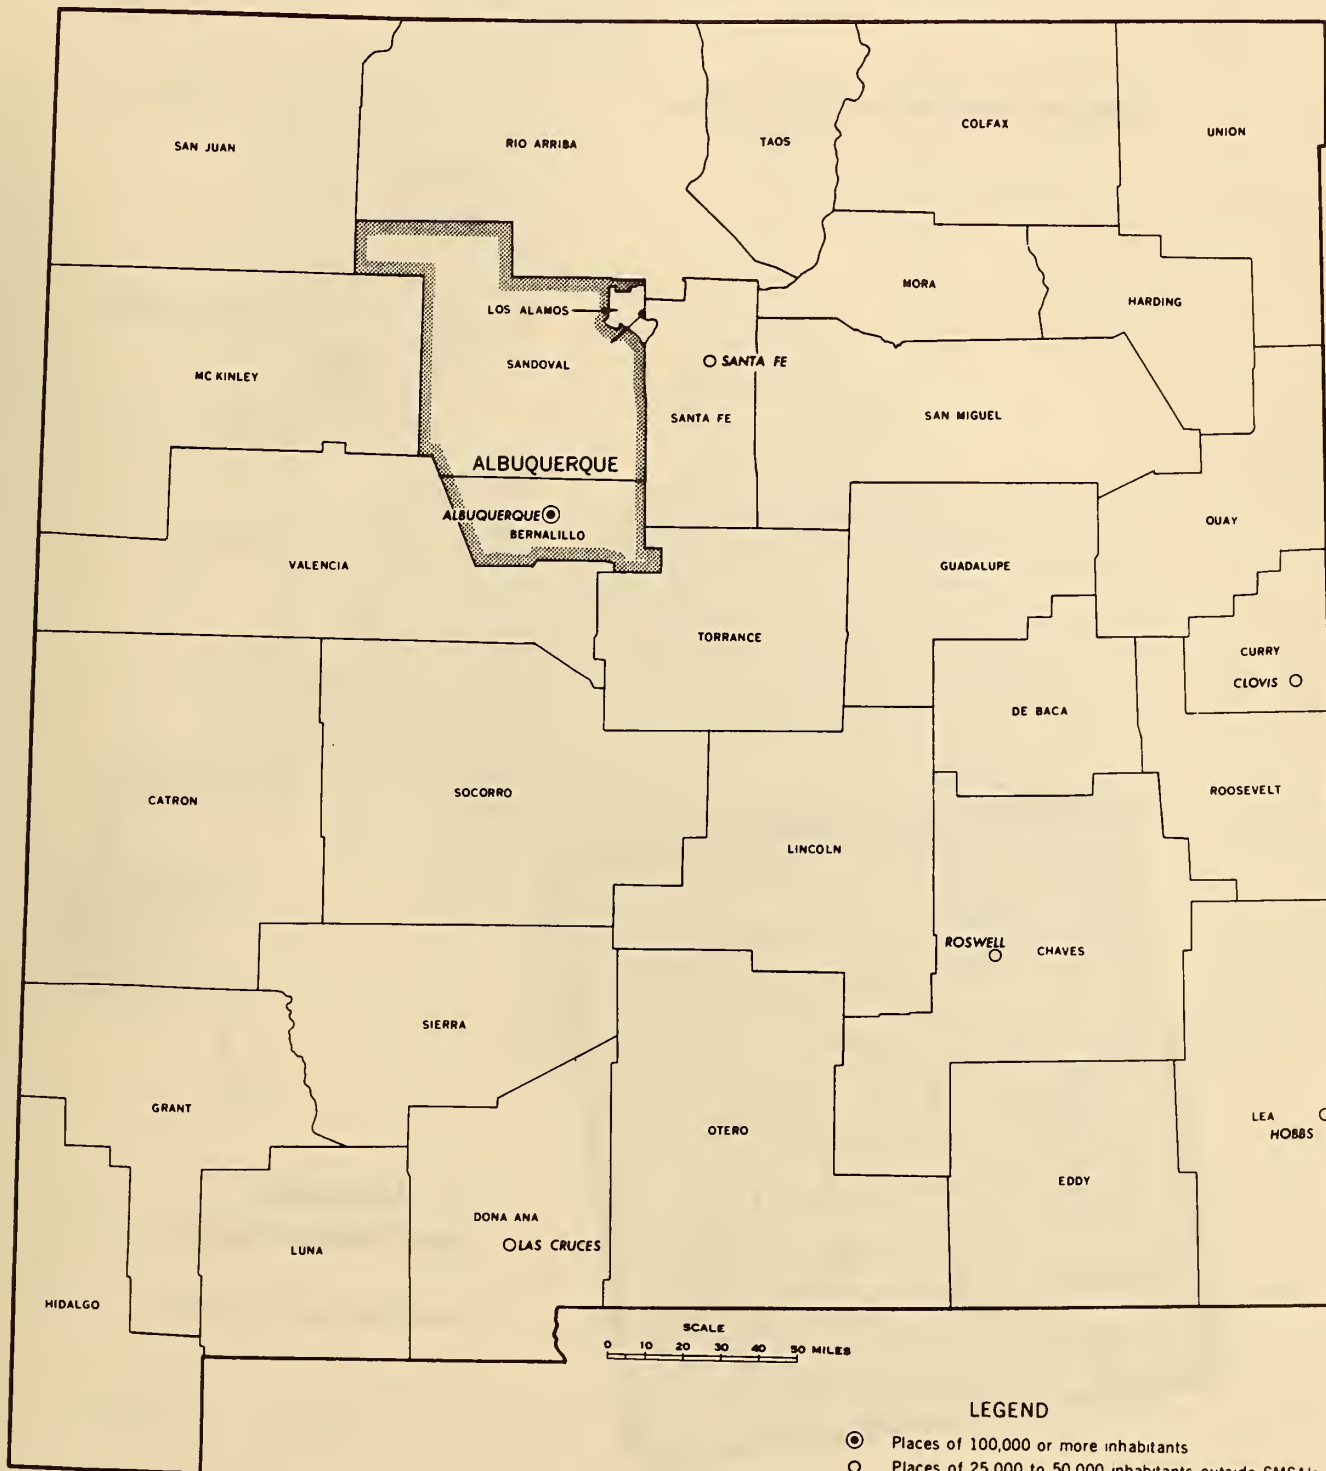 SAN JUAN
RIO ARRIBA
TAOS
COLFAX
UNION
MORA
HARDING
LOS ALAMOS
SANDOVAL
SANTA FE
MC KINLEY
SANTA FE
SAN MIGUEL
ALBUQUERQUE
ALBUQUERQUE
BERNALILLO
QUAY
VALENCIA
GUADALUPE
TORRANCE
CURRY
CLOVIS
DE BACA
CATRON
SOCORRO
ROOSEVELT
LINCOLN
ROSWELL
CHAVES
SIERRA
GRANT
OTERO
LEA
HOBBS
EDDY
DONA ANA
LAS CRUCES
LUNA
HIDALGO
SCALE
0 10 20 30 40 50 MILES
LEGEND
Places of 100,000 or more inhabitants
Places of 25,000 to 50,000 inhabitants outside SMSA's